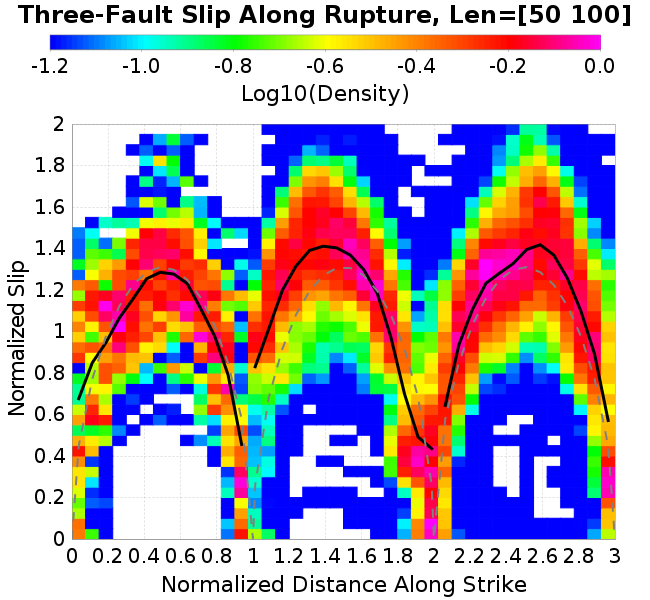 Three-Fault Slip Along Rupture, Len=[50 100]
-1.2 -1.0 -0.8 -0.6 -0.4 -0.2 0.0
Log10(Density)
2
1.8
1.6
1.4
1.2
1
0.8
0.6
0.4
0.2
0
Normalized Slip
0 0.2 0.4 0.6 0.8 1 1.2 1.4 1.6 1.8 2 2.2 2.4 2.6 2.8 3
Normalized Distance Along Strike